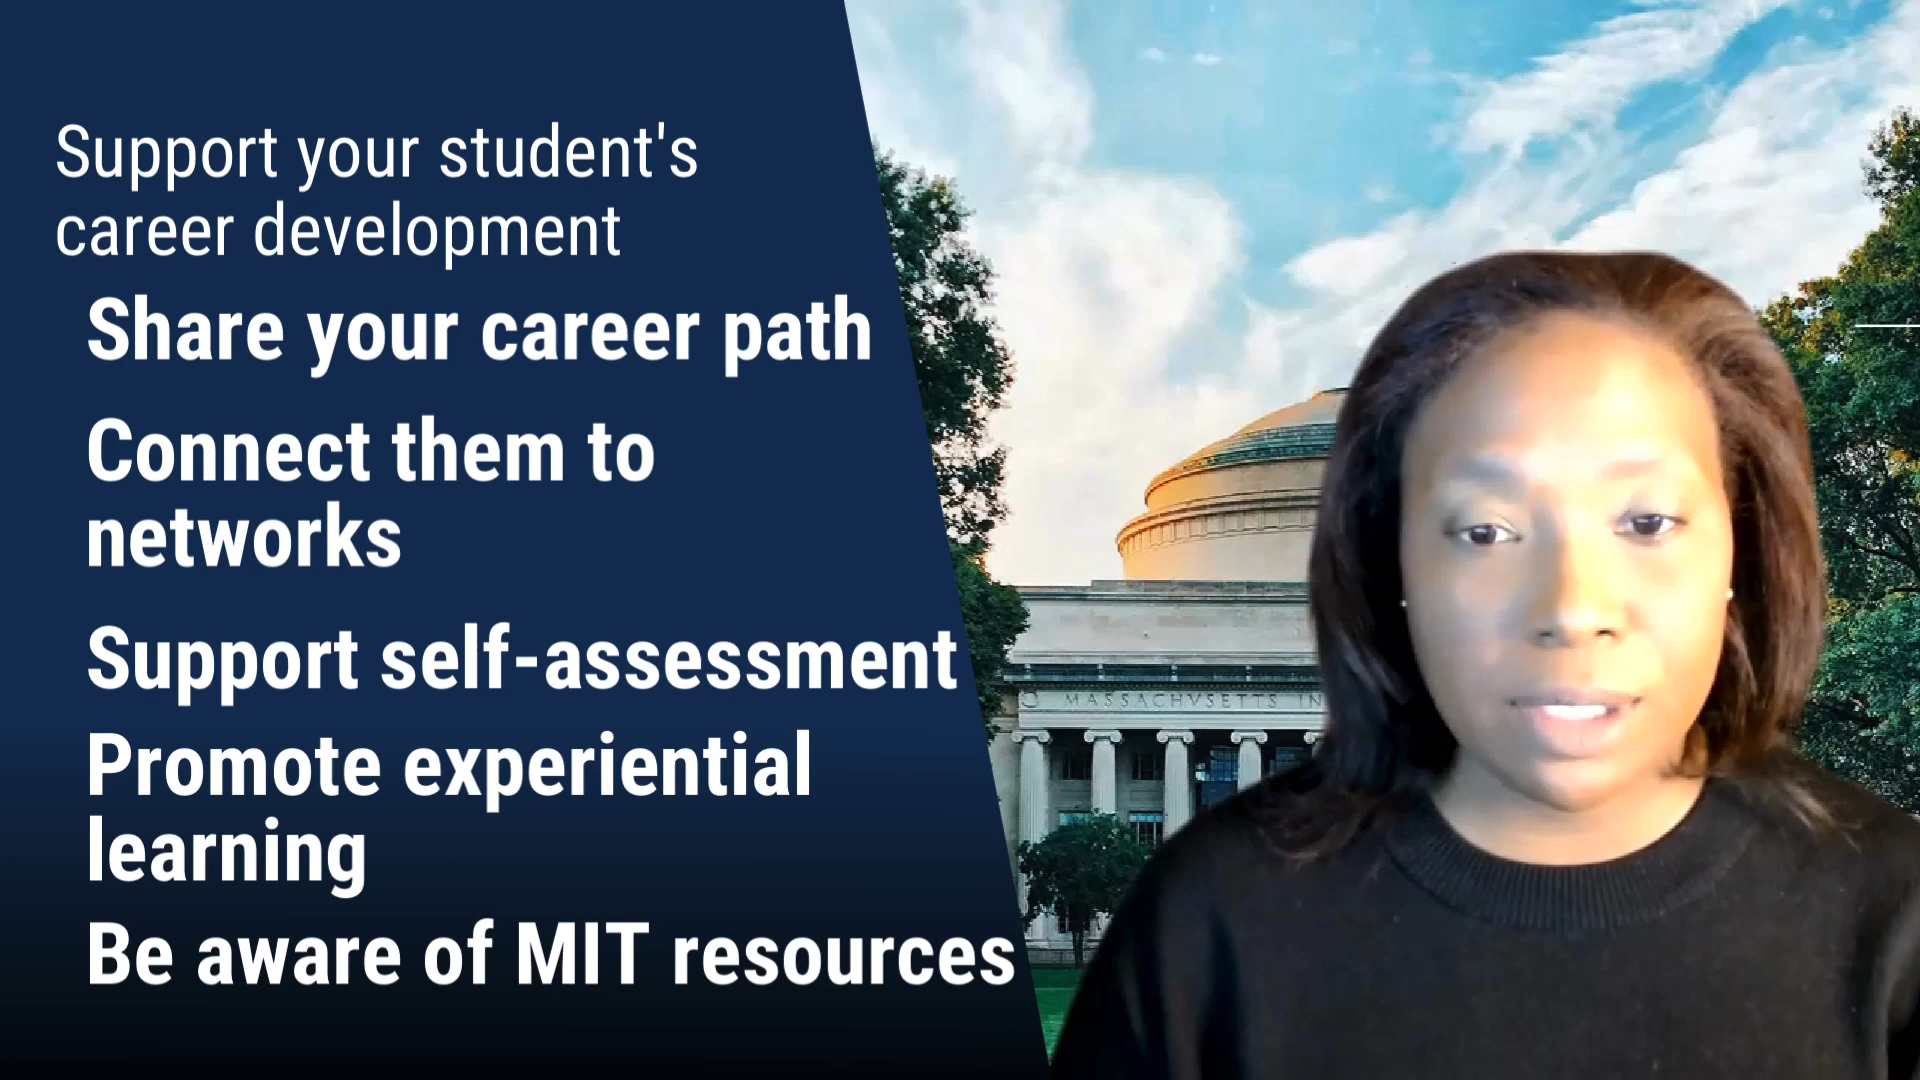 Support your student's
career development
Share your career path
Connect them to
networks
Support self-assessment
Promote experiential
learning
Be aware of MIT resources
MASSACHVSETTS IN